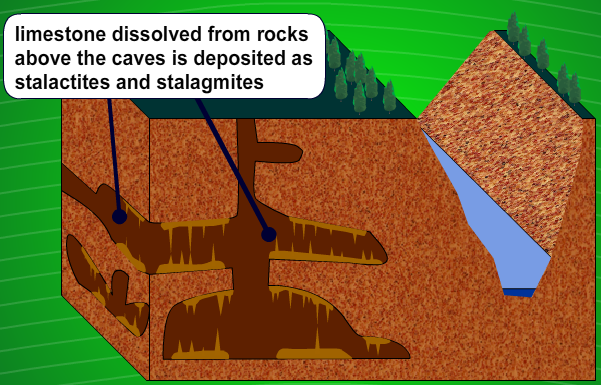 limestone dissolved from rocks
above the caves is deposited as
stalactites and stalagmites